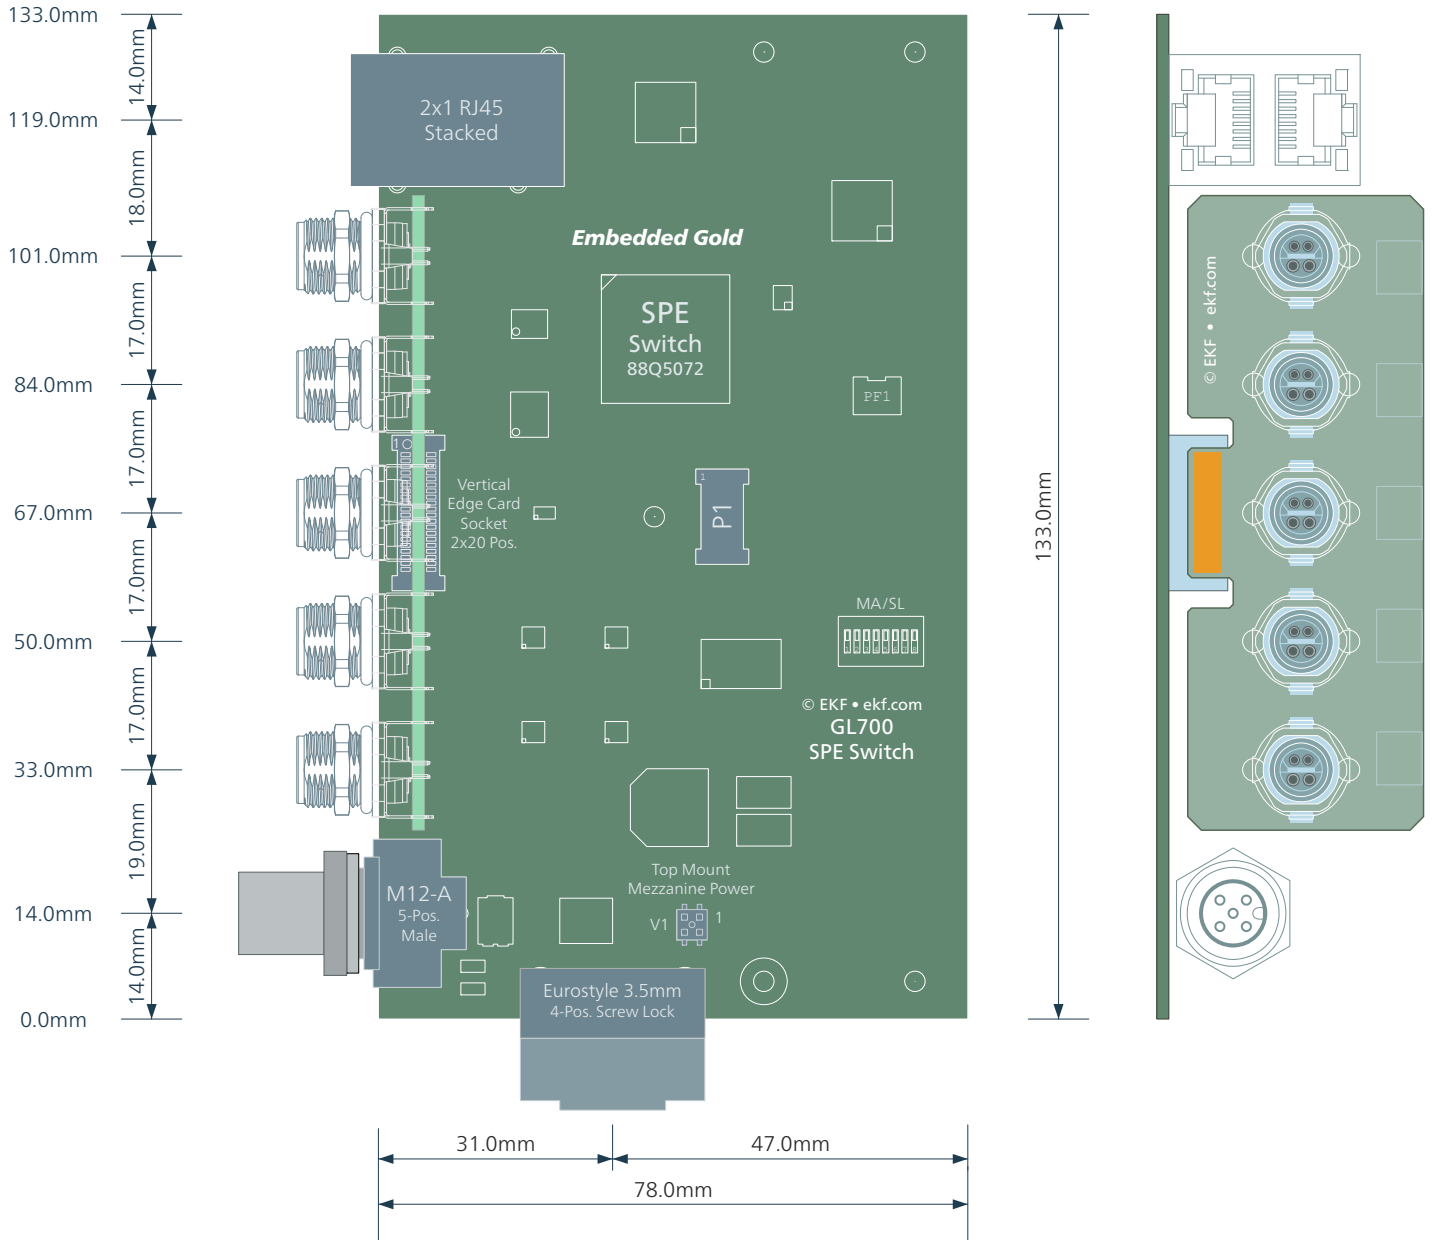 133.0mm
14.0mm
119.0mm
18.0mm
101.0mm
17.0mm
84.0mm
17.0mm
67.0mm
17.0mm
50.0mm
17.0mm
33.0mm
19.0mm
14.0mm
14.0mm
0.0mm
2x1 RJ45
Stacked
Embedded Gold
SPE
Switch
88Q5072
PF1
1
Vertical
Edge Card
Socket
2x20 Pos.
1
P1
MA/SL
© EKF • ekf.com
GL700
SPE Switch
Top Mount
Mezzanine Power
V1
1
M12-A
5-Pos.
Male
Eurostyle 3.5mm
4-Pos. Screw Lock
31.0mm
47.0mm
78.0mm
133.0mm
© EKF • ekf.com